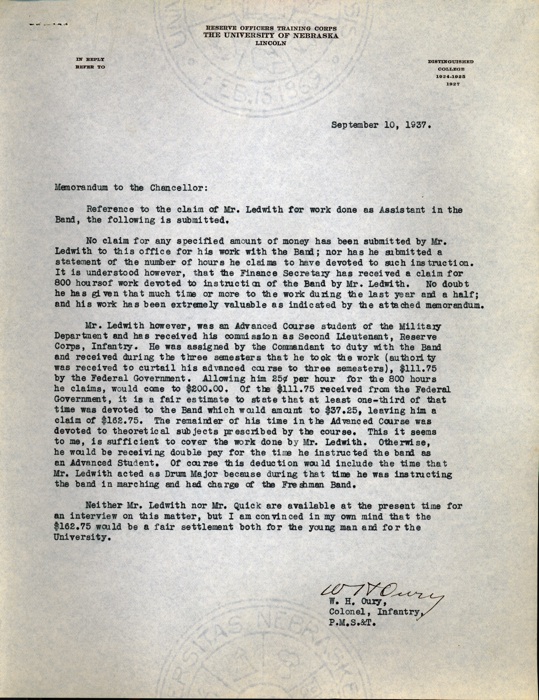 RESERVE OFFICERS TRAINING CORPS
THE UNIVERSITY OF NEBRASKA
LINCOLN
IN REPLY
REFER TO
DISTINGUISHED
COLLEGE
1924-1928
1937
September 10, 1937.
Memorandum to the Chancellor:
Reference to the claim of Mr. Ledwith for work done as Assistant in the
Band, the following is submitted.
No claim for any specified amount of money has been submitted by Mr.
Ledwith to this office for his work with the Band; nor has he submitted a
statement of the number of hours he claims to have devoted to such instruction.
It is understood however, that the Finance Secretary has received a claim for
800 hoursof work devoted to instruction of the Band by Mr. Ledwith. No doubt
he has given that much time or more to the work during the last year and a half;
and his work has been extremely valuable as indicated by the attached memorandum.
Mr. Ledwith however, was an Advanced Course student of the Military
Department and has received his commission as Second Lieutenant, Reserve
Corps, Infantry. He was assigned by the Commandant to duty with the Band
and received during the three semesters that he took the work (authority
was received to curtail his advanced course to three semesters), $111.75
by the Federal Government. Allowing him 25¢ per hour for the 800 hours
he claims, would come to $200.00. Of the $111.75 received from the Federal
Government, it is a fair estimate to state that at least one-third of that
time was devoted to the Band which would amount to $37.25, leaving him a
claim of $162.75. The remainder of his time in the Advanced Course was
devoted to theoretical subjects prescribed by the course. This it seems
to me, is sufficient to cover the work done by Mr. Ledwith. Otherwise,
he would be receiving double pay for the time he instructed the band as
an Advanced Student. Of course this deduction would include the time that
Mr. Ledwith acted as Drum Major because during that time he was instructing
the band in marching and had charge of the Freshman Band.
Neither Mr. Ledwith nor Mr. Quick are available at the present time for
an interview on this matter, but I am convinced in my own mind that the
$162.75 would be a fair settlement both for the young man and for the
University.
W H Oury
W. H. Oury,
Colonel, Infantry,
P.M.S.&T.